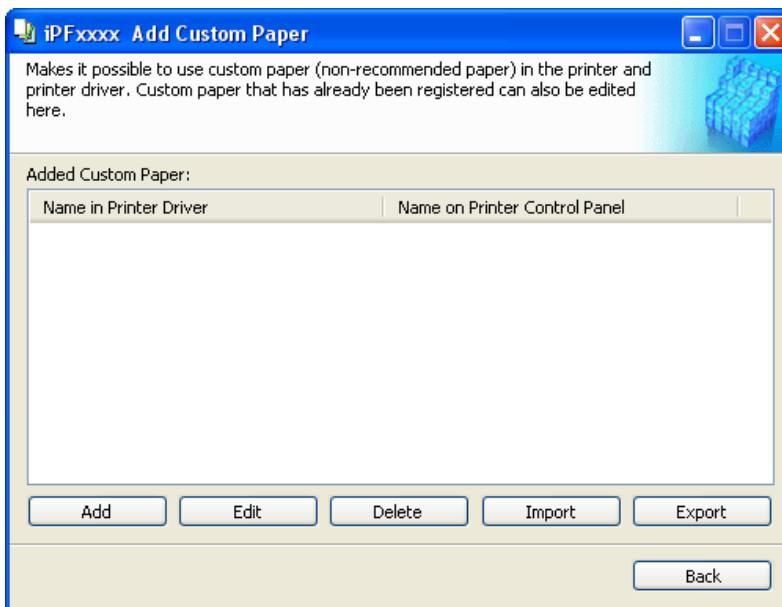 iPFxxxx Add Custom Paper
Makes it possible to use custom paper (non-recommended paper) in the printer and
printer driver. Custom paper that has already been registered can also be edited
here.
Added Custom Paper:
Name in Printer Driver Name on Printer Control Panel
Add Edit Delete Import Export
Back